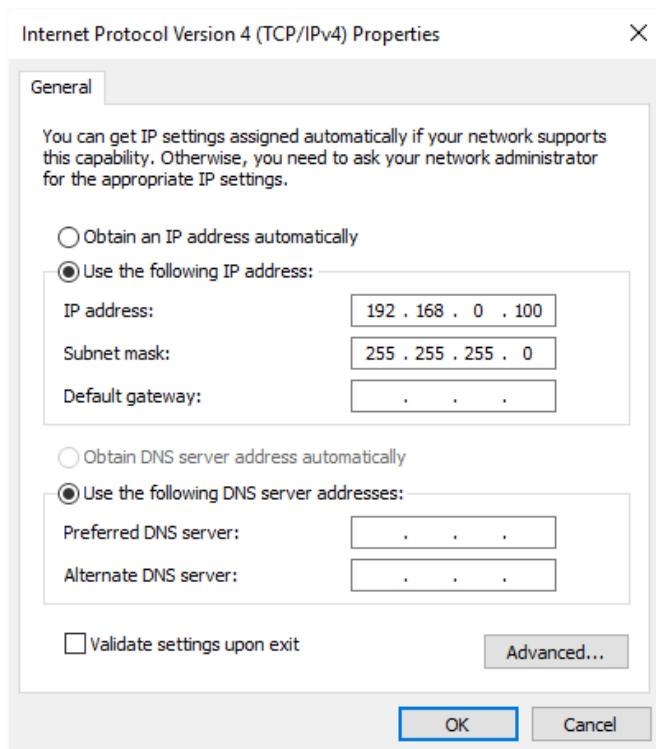 Internet Protocol Version 4 (TCP/IPv4) Properties
General
You can get IP settings assigned automatically if your network supports
this capability. Otherwise, you need to ask your network administrator
for the appropriate IP settings.
Obtain an IP address automatically
Use the following IP address:
IP address: 192 . 168 . 0 . 100
Subnet mask: 255 . 255 . 255 . 0
Default gateway: . . .
Obtain DNS server address automatically
Use the following DNS server addresses:
Preferred DNS server: . . .
Alternate DNS server: . . .
Validate settings upon exit
Advanced...
OK Cancel